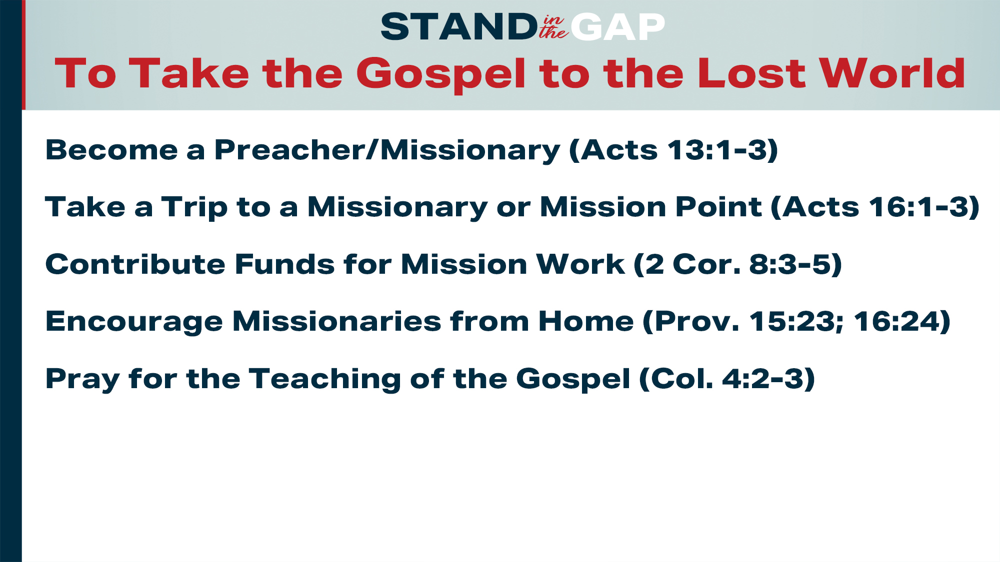 STAND in the GAP
To Take the Gospel to the Lost World
Become a Preacher/Missionary (Acts 13:1-3)
Take a Trip to a Missionary or Mission Point (Acts 16:1-3)
Contribute Funds for Mission Work (2 Cor. 8:3-5)
Encourage Missionaries from Home (Prov. 15:23; 16:24)
Pray for the Teaching of the Gospel (Col. 4:2-3)